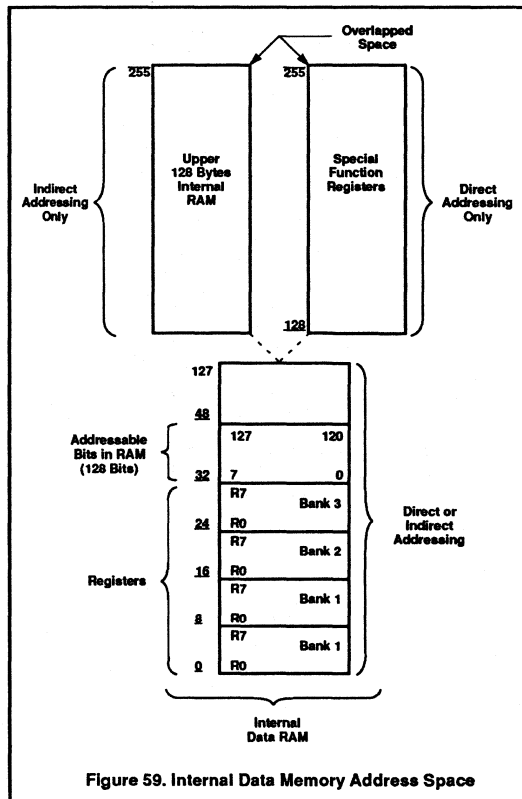 Overlapped
Space
255
255
Upper
128 Bytes
Internal
RAM
Special
Function
Registers
Indirect
Addressing
Only
Direct
Addressing
Only
128
127
48
127 120
Addressable
Bits in RAM
(128 Bits)
32
7 0
R7
Bank 3
24
R0
R7
Bank 2
Direct or
Indirect
Addressing
Registers
16
R0
R7
Bank 1
8
R0
R7
Bank 1
0
R0
Internal
Data RAM
Figure 59. Internal Data Memory Address Space